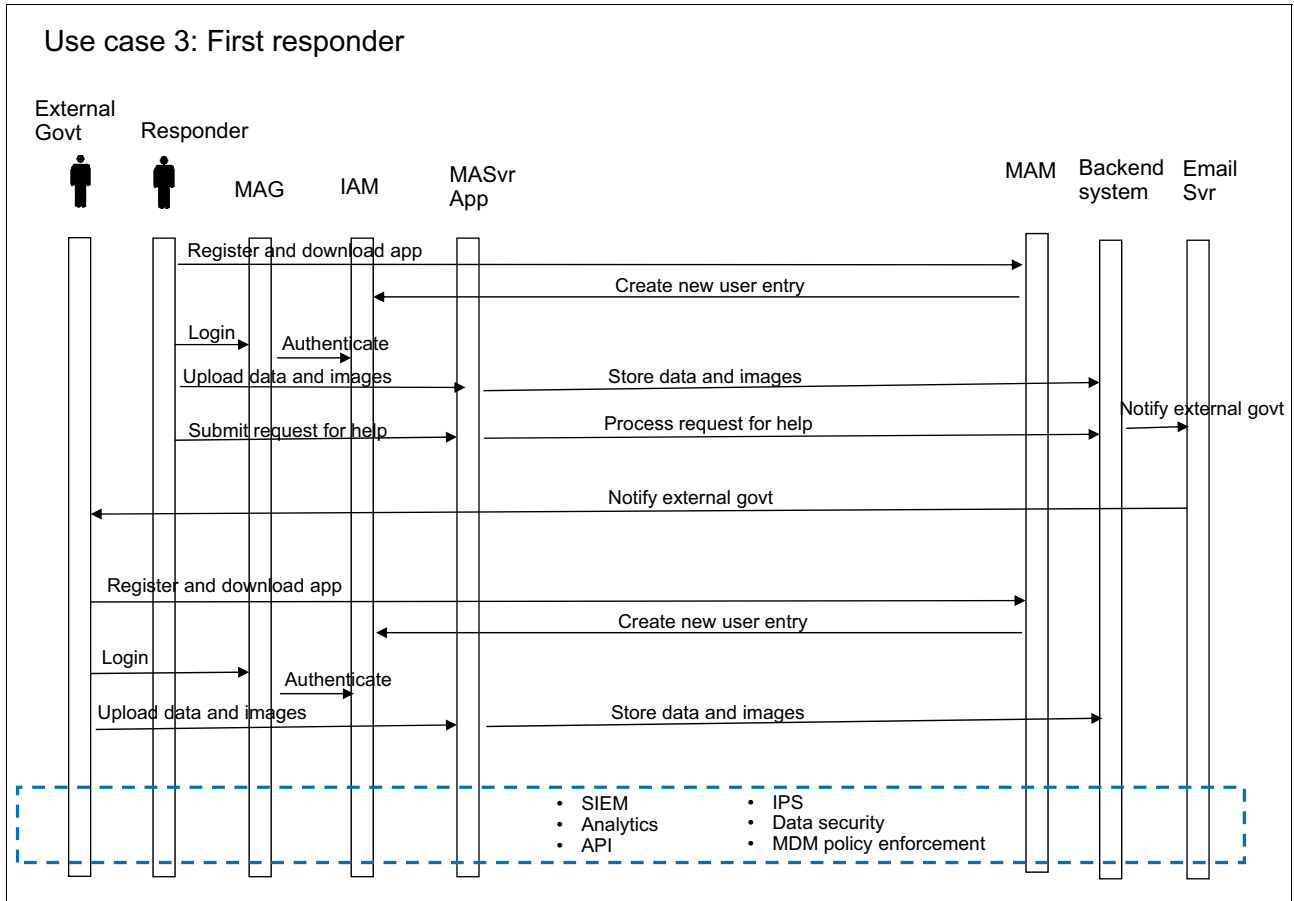 Use case 3: First responder
External
Govt
Responder
MAG
IAM
MASvr
App
MAM
Backend
system
Email
Svr
Register and download app
Create new user entry
Login
Authenticate
Upload data and images
Store data and images
Notify external govt
Submit request for help
Process request for help
Notify external govt
Register and download app
Create new user entry
Login
Authenticate
Upload data and images
Store data and images
• SIEM
• Analytics
• API
• IPS
• Data security
• MDM policy enforcement